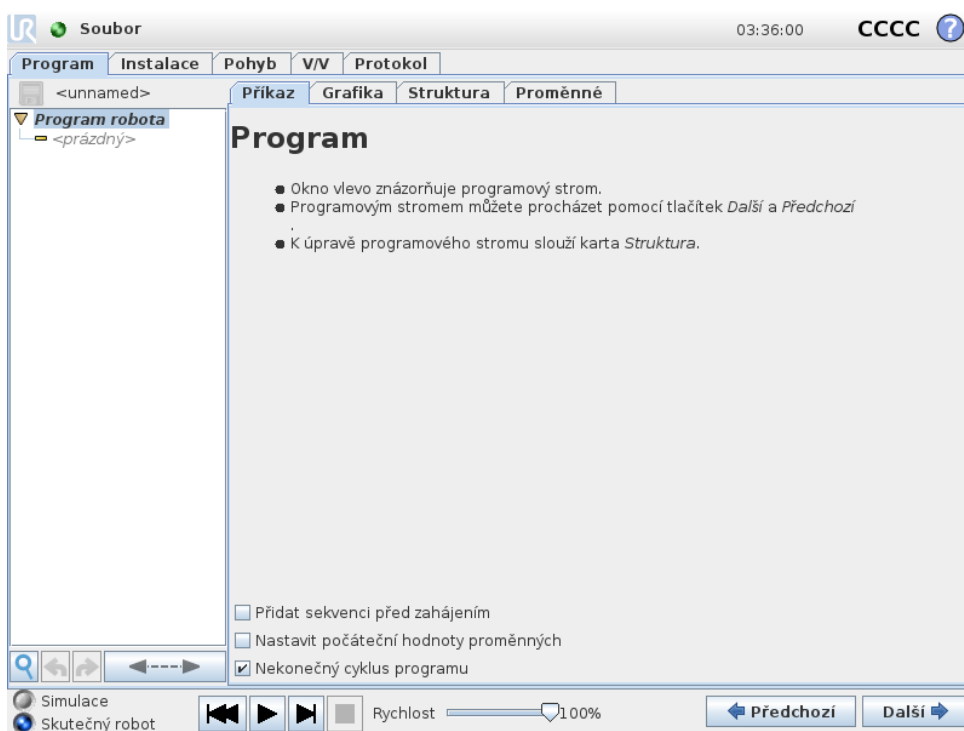 UR Soubor 03:36:00 CCCC ?
Program Instalace Pohyb V/V Protokol
<unnamed>
Příkaz Grafika Struktura Proměnné
Program robota
<prázdný>
Program
Okno vlevo znázorňuje programový strom.
Programovým stromem můžete procházet pomocí tlačítek Další a Předchozí
.
K úpravě programového stromu slouží karta Struktura.
Přidat sekvenci před zahájením
Nastavit počáteční hodnoty proměnných
Nekonečný cyklus programu
Simulace
Skutečný robot
Rychlost 100%
Předchozí Další